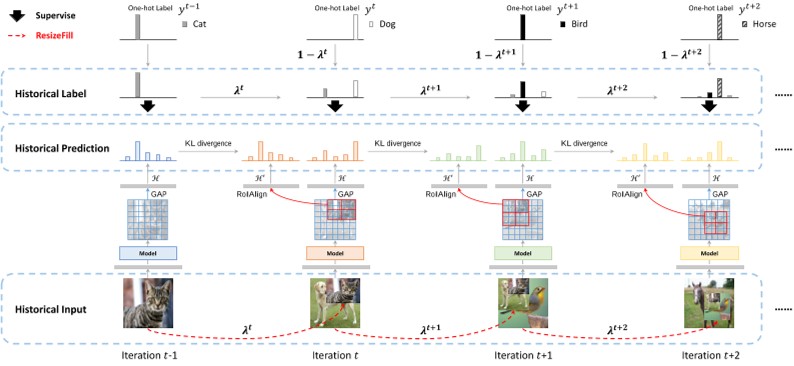 One-hot Label y^{t−1} One-hot Label y^t One-hot Label y^{t+1} One-hot Label y^{t+2}
Supervise Cat Dog Bird Horse
ResizeFill 1 − λ^t 1 − λ^{t+1} 1 − λ^{t+2}
Historical Label λ^t λ^{t+1} λ^{t+2} ......
Historical Prediction KL divergence KL divergence KL divergence ......
ℋ ℋ' ℋ ℋ' ℋ ℋ' ℋ
GAP RoIAlign GAP RoIAlign GAP RoIAlign GAP
Model Model Model Model
Historical Input λ^t λ^{t+1} λ^{t+2} ......
Iteration t-1 Iteration t Iteration t+1 Iteration t+2